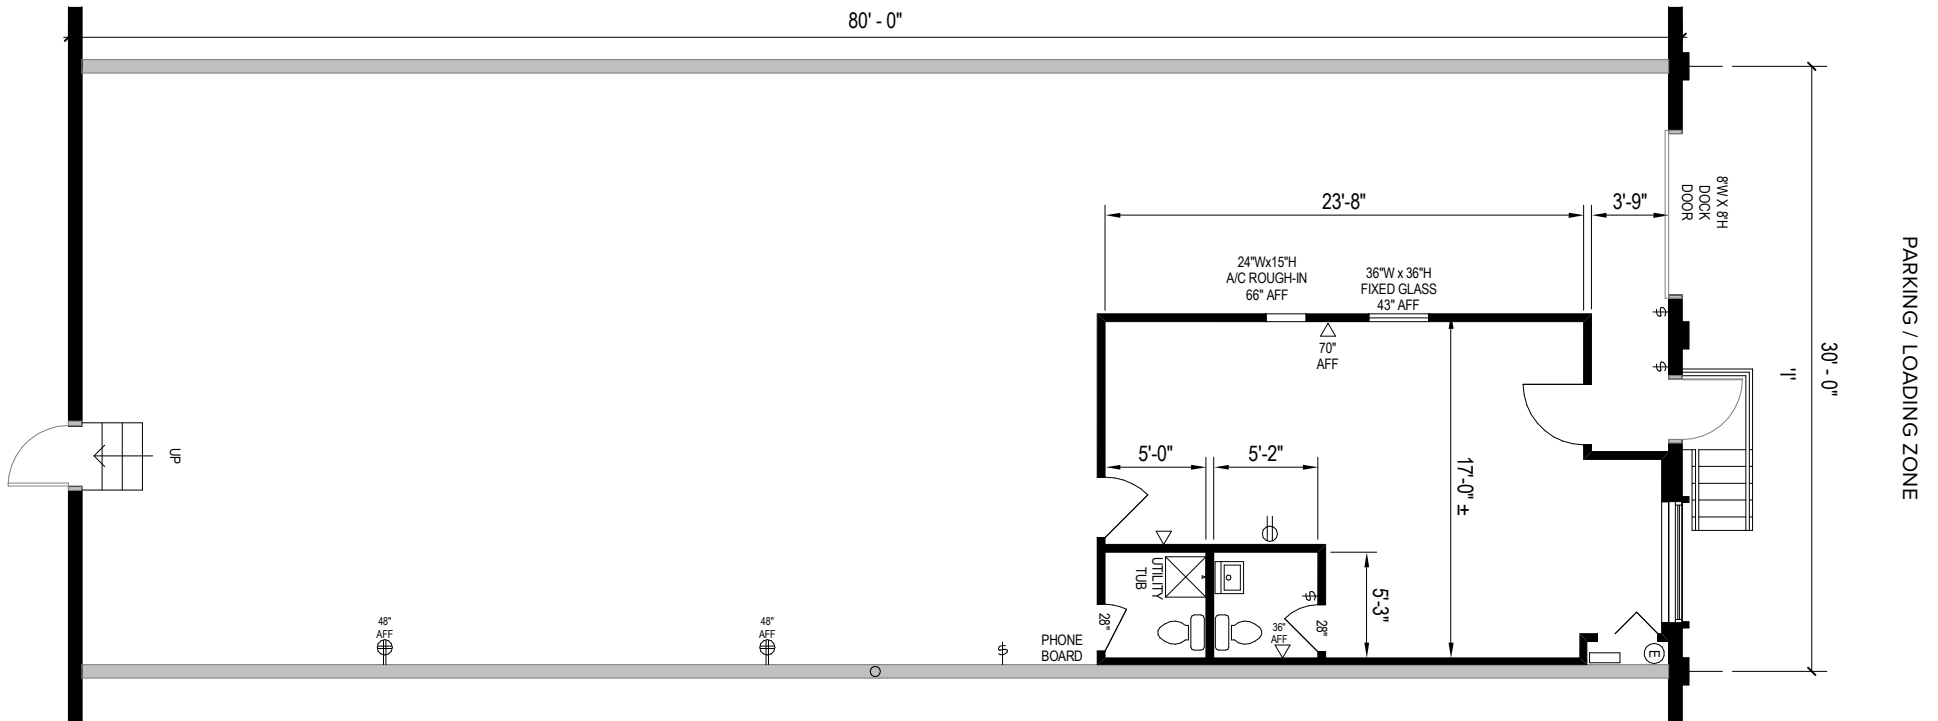 80' - 0"
8'W X 8'H
DOCK
DOOR
PARKING / LOADING ZONE
23'-8"
3'-9"
24"Wx15"H
A/C ROUGH-IN
66" AFF
36"W x 36"H
FIXED GLASS
43" AFF
70"
AFF
30' - 0"
'I'
5'-0"
5'-2"
17'-0" ±
UP
UTILITY
TUB
5'-3"
28"
28"
36"
AFF
48"
AFF
48"
AFF
$
$
$
$
PHONE
BOARD
E